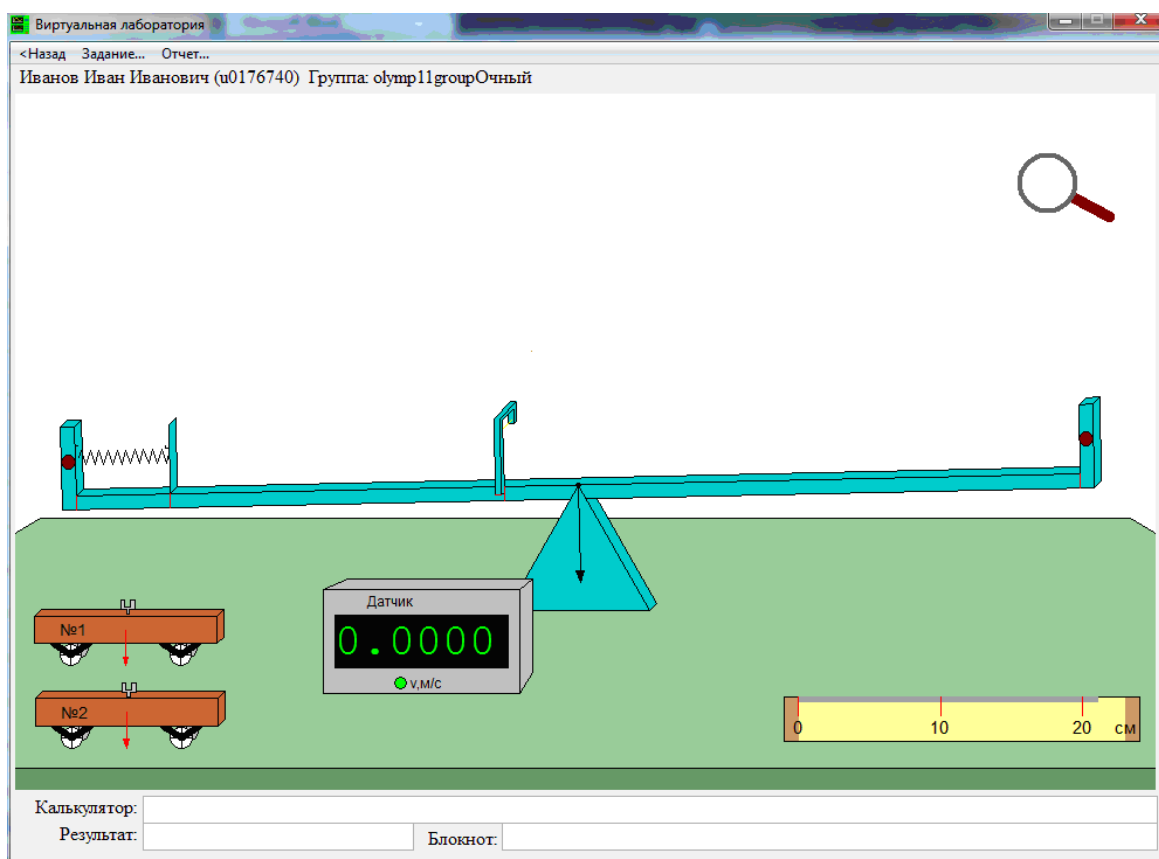 Виртуальная лаборатория
<Назад Задание... Отчет...
Иванов Иван Иванович (u0176740) Группа: olymp11groupОчный
№1
№2
Датчик
0.0000
v,м/с
0 10 20 см
Калькулятор:
Результат: Блокнот: